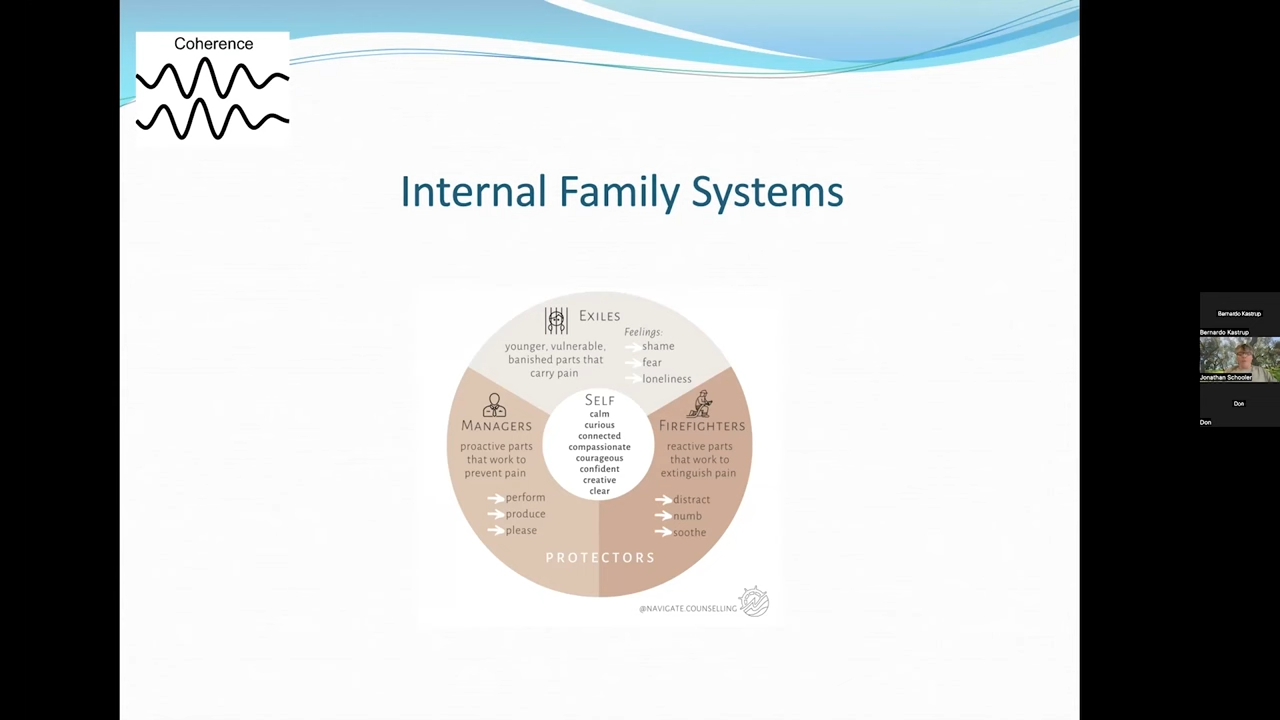 Coherence
Internal Family Systems
EXILES
younger, vulnerable,
banished parts that
carry pain
Feelings:
shame
fear
loneliness
SELF
calm
curious
connected
compassionate
courageous
confident
creative
clear
MANAGERS
proactive parts
that work to
prevent pain
perform
produce
please
FIREFIGHTERS
reactive parts
that work to
extinguish pain
distract
numb
soothe
PROTECTORS
@NAVIGATE COUNSELLING
Bernardo Kastrup
Bernardo Kastrup
Jonathan Schooler
Don
Don